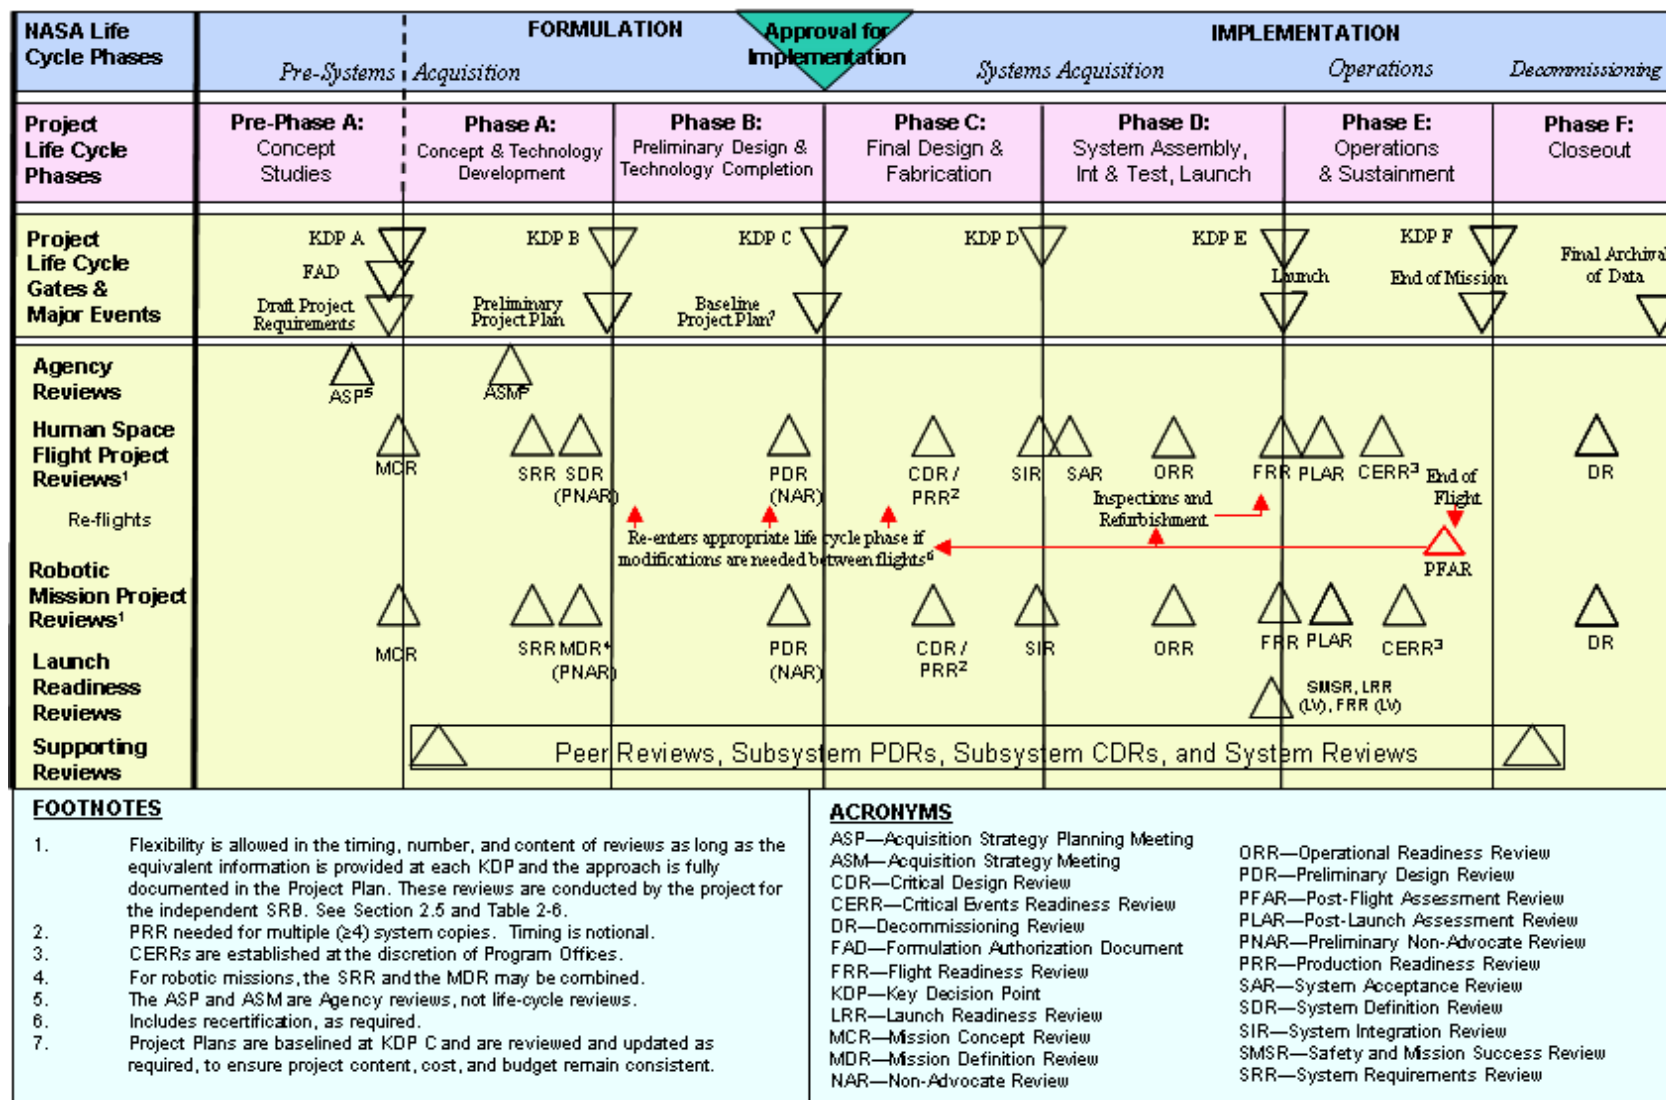 NASA Life
Cycle Phases
FORMULATION
Approval for
Implementation
IMPLEMENTATION
Pre-Systems Acquisition
Systems Acquisition
Operations
Decommissioning
Project
Life Cycle
Phases
Pre-Phase A:
Concept
Studies
Phase A:
Concept & Technology
Development
Phase B:
Preliminary Design &
Technology Completion
Phase C:
Final Design &
Fabrication
Phase D:
System Assembly,
Int & Test, Launch
Phase E:
Operations
& Sustainment
Phase F:
Closeout
Project
Life Cycle
Gates &
Major Events
KDP A
FAD
Draft Project
Requirements
KDP B
Preliminary
Project Plan
KDP C
Baseline
Project Plan⁷
KDP D
KDP E
Launch
KDP F
End of Mission
Final Archival
of Data
Agency
Reviews
ASP⁵
ASM⁵
Human Space
Flight Project
Reviews¹
MCR
SRR
SDR
(PNAR)
PDR
(NAR)
CDR /
PRR²
SIR
SAR
ORR
FRR
PLAR
CERR³
End of
Flight
DR
Re-flights
Re-enters appropriate life cycle phase if
modifications are needed between flights⁶
Inspections and
Refurbishment
PFAR
Robotic
Mission Project
Reviews¹
MCR
SRR
MDR⁴
(PNAR)
PDR
(NAR)
CDR /
PRR²
SIR
ORR
FRR
PLAR
CERR³
DR
Launch
Readiness
Reviews
SMSR, LRR
(LV), FRR (LV)
Supporting
Reviews
Peer Reviews, Subsystem PDRs, Subsystem CDRs, and System Reviews
FOOTNOTES
1. Flexibility is allowed in the timing, number, and content of reviews as long as the
equivalent information is provided at each KDP and the approach is fully
documented in the Project Plan. These reviews are conducted by the project for
the independent SRB. See Section 2.5 and Table 2-6.
2. PRR needed for multiple (≥4) system copies. Timing is notional.
3. CERRs are established at the discretion of Program Offices.
4. For robotic missions, the SRR and the MDR may be combined.
5. The ASP and ASM are Agency reviews, not life-cycle reviews.
6. Includes recertification, as required.
7. Project Plans are baselined at KDP C and are reviewed and updated as
required, to ensure project content, cost, and budget remain consistent.
ACRONYMS
ASP—Acquisition Strategy Planning Meeting
ASM—Acquisition Strategy Meeting
CDR—Critical Design Review
CERR—Critical Events Readiness Review
DR—Decommissioning Review
FAD—Formulation Authorization Document
FRR—Flight Readiness Review
KDP—Key Decision Point
LRR—Launch Readiness Review
MCR—Mission Concept Review
MDR—Mission Definition Review
NAR—Non-Advocate Review
ORR—Operational Readiness Review
PDR—Preliminary Design Review
PFAR—Post-Flight Assessment Review
PLAR—Post-Launch Assessment Review
PNAR—Preliminary Non-Advocate Review
PRR—Production Readiness Review
SAR—System Acceptance Review
SDR—System Definition Review
SIR—System Integration Review
SMSR—Safety and Mission Success Review
SRR—System Requirements Review